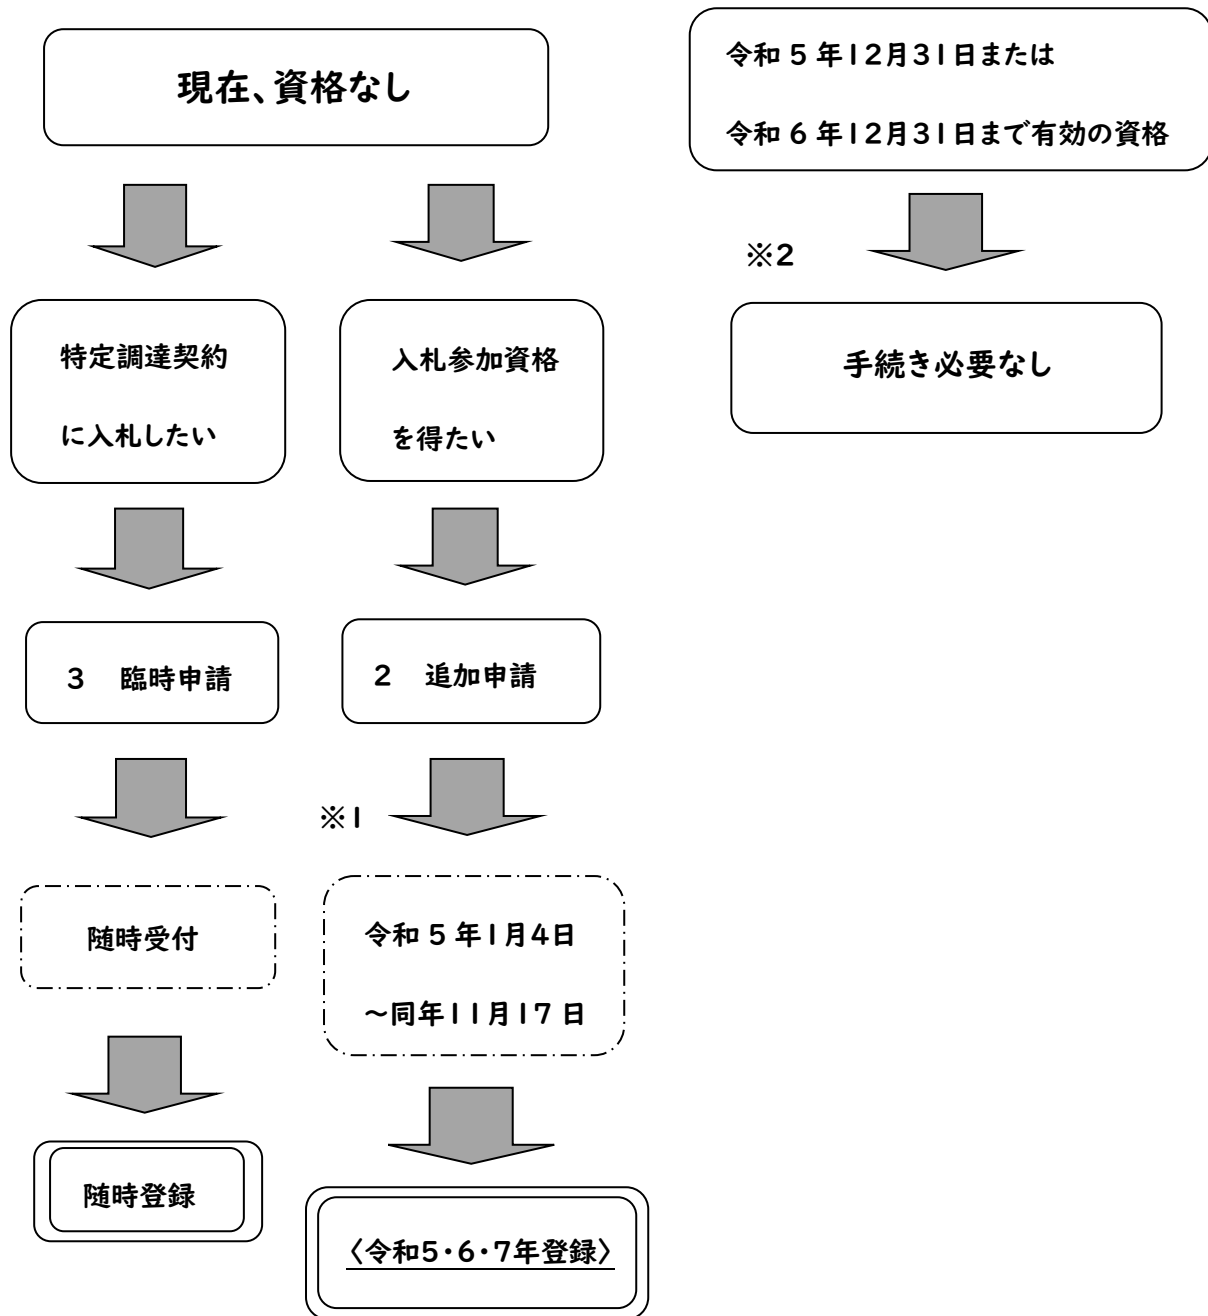 現在、資格なし
令和5年12月31日または
令和6年12月31日まで有効の資格
※2
手続き必要なし
特定調達契約
に入札したい
入札参加資格
を得たい
3　臨時申請
2　追加申請
※1
随時受付
令和5年1月4日
～同年11月17日
随時登録
〈令和5・6・7年登録〉